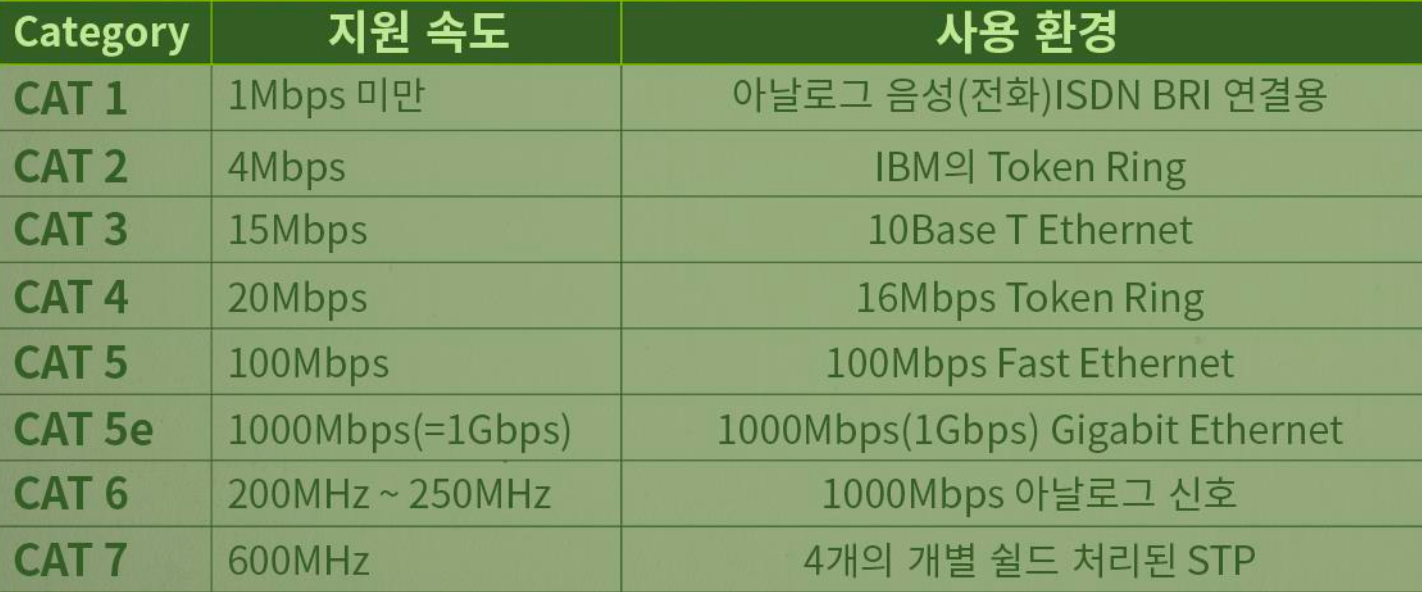 Category 지원 속도 사용 환경
CAT 1 1Mbps 미만 아날로그 음성(전화)ISDN BRI 연결용
CAT 2 4Mbps IBM의 Token Ring
CAT 3 15Mbps 10Base T Ethernet
CAT 4 20Mbps 16Mbps Token Ring
CAT 5 100Mbps 100Mbps Fast Ethernet
CAT 5e 1000Mbps(=1Gbps) 1000Mbps(1Gbps) Gigabit Ethernet
CAT 6 200MHz ~ 250MHz 1000Mbps 아날로그 신호
CAT 7 600MHz 4개의 개별 쉴드 처리된 STP